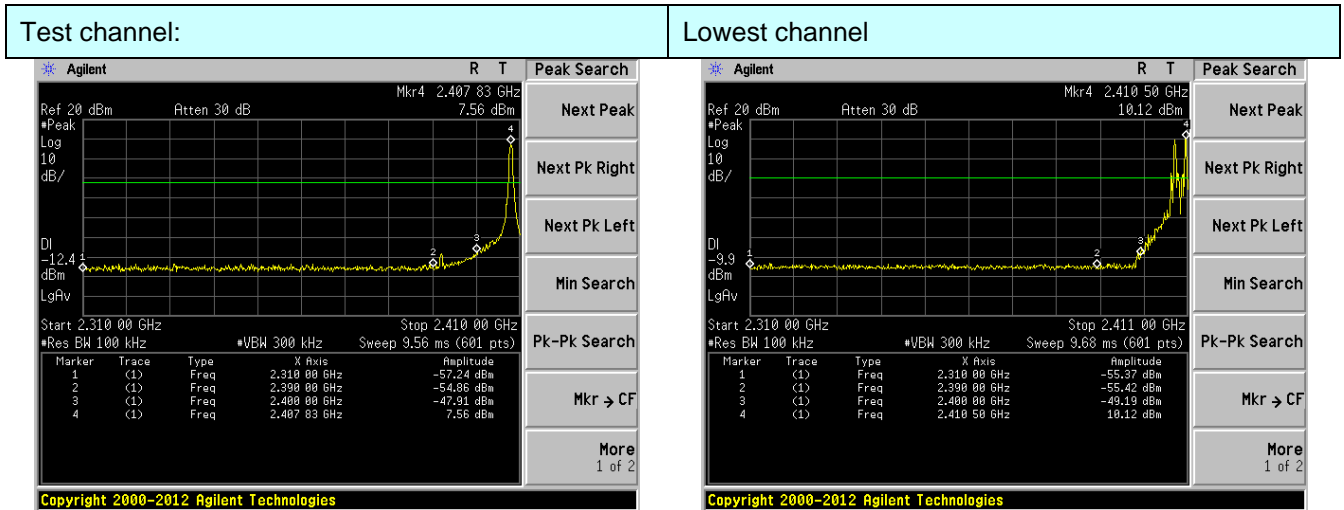 Test channel: Lowest channel
Agilent R T Peak Search
Mkr4 2.407 83 GHz
Ref 20 dBm Atten 30 dB 7.56 dBm
#Peak
Log
10
dB/
DI
-12.4
dBm
LgAv
4
3
2
1
Start 2.310 00 GHz Stop 2.410 00 GHz
#Res BW 100 kHz #VBW 300 kHz Sweep 9.56 ms (601 pts)
Marker Trace Type X Axis Amplitude
1 (1) Freq 2.310 00 GHz -57.24 dBm
2 (1) Freq 2.390 00 GHz -54.86 dBm
3 (1) Freq 2.400 00 GHz -47.91 dBm
4 (1) Freq 2.407 83 GHz 7.56 dBm
Next Peak
Next Pk Right
Next Pk Left
Min Search
Pk-Pk Search
Mkr → CF
More
1 of 2
Copyright 2000-2012 Agilent Technologies
Agilent R T Peak Search
Mkr4 2.410 50 GHz
Ref 20 dBm Atten 30 dB 10.12 dBm
#Peak
Log
10
dB/
DI
-9.9
dBm
LgAv
4
3
2
1
Start 2.310 00 GHz Stop 2.411 00 GHz
#Res BW 100 kHz #VBW 300 kHz Sweep 9.68 ms (601 pts)
Marker Trace Type X Axis Amplitude
1 (1) Freq 2.310 00 GHz -55.37 dBm
2 (1) Freq 2.390 00 GHz -55.42 dBm
3 (1) Freq 2.400 00 GHz -49.19 dBm
4 (1) Freq 2.410 50 GHz 10.12 dBm
Next Peak
Next Pk Right
Next Pk Left
Min Search
Pk-Pk Search
Mkr → CF
More
1 of 2
Copyright 2000-2012 Agilent Technologies